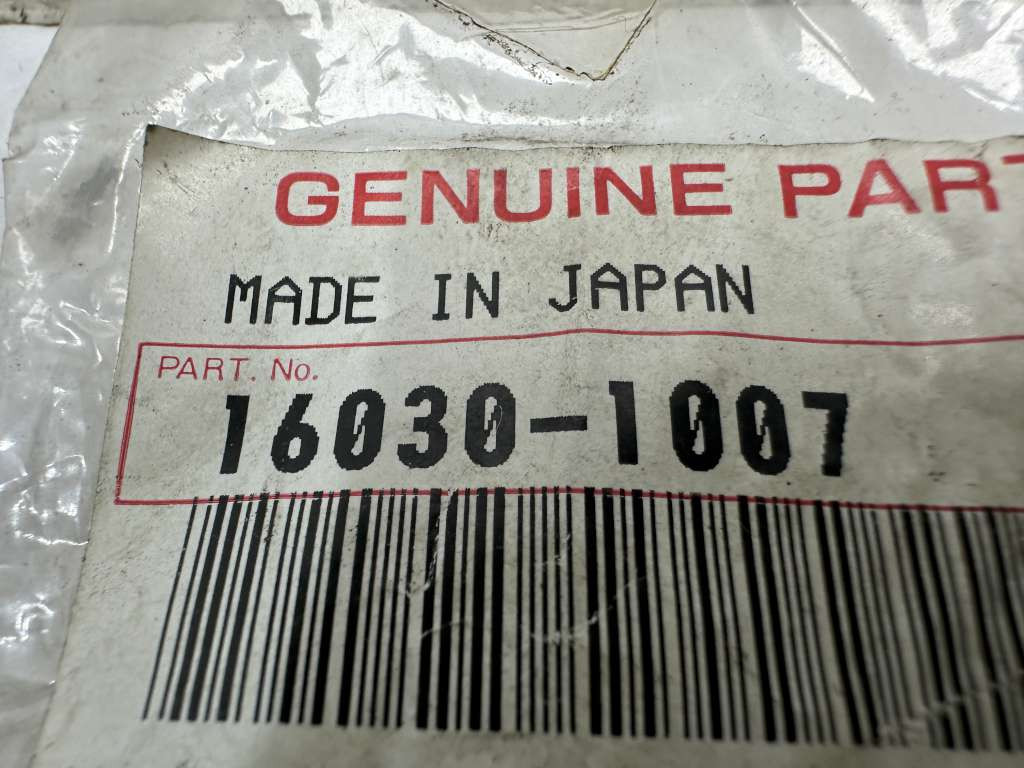 GENUINE PART
MADE IN JAPAN
PART. No.
16030-1007